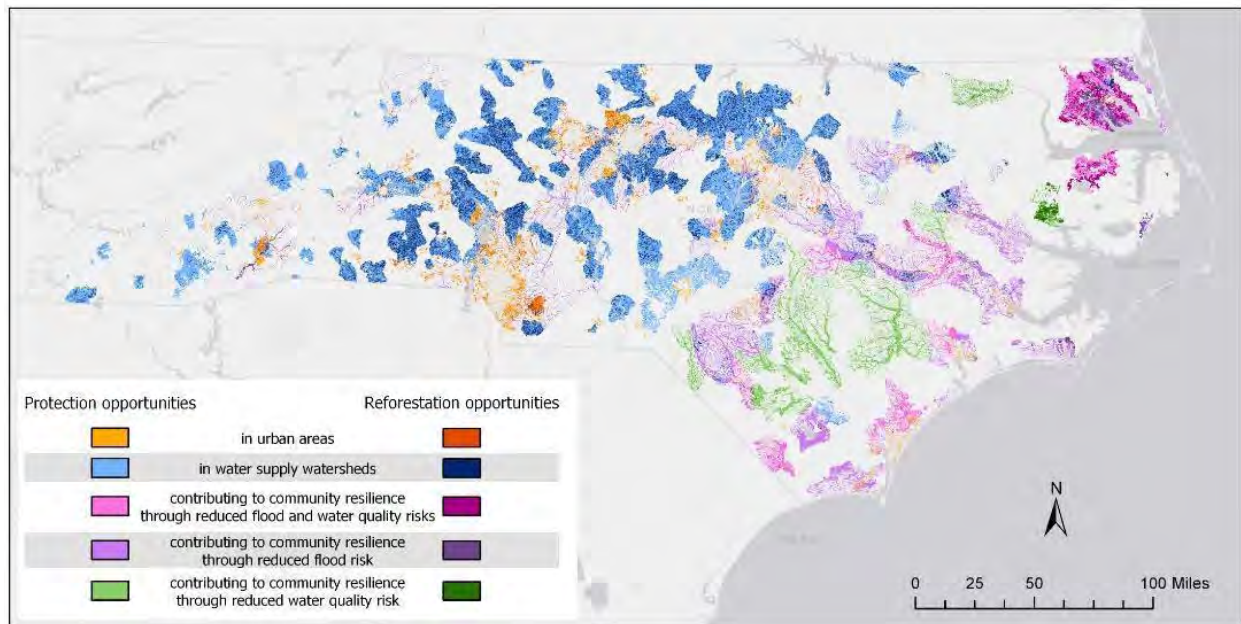 Protection opportunities
Reforestation opportunities
in urban areas
in water supply watersheds
contributing to community resilience
through reduced flood and water quality risks
contributing to community resilience
through reduced flood risk
contributing to community resilience
through reduced water quality risk
N
0 25 50 100 Miles